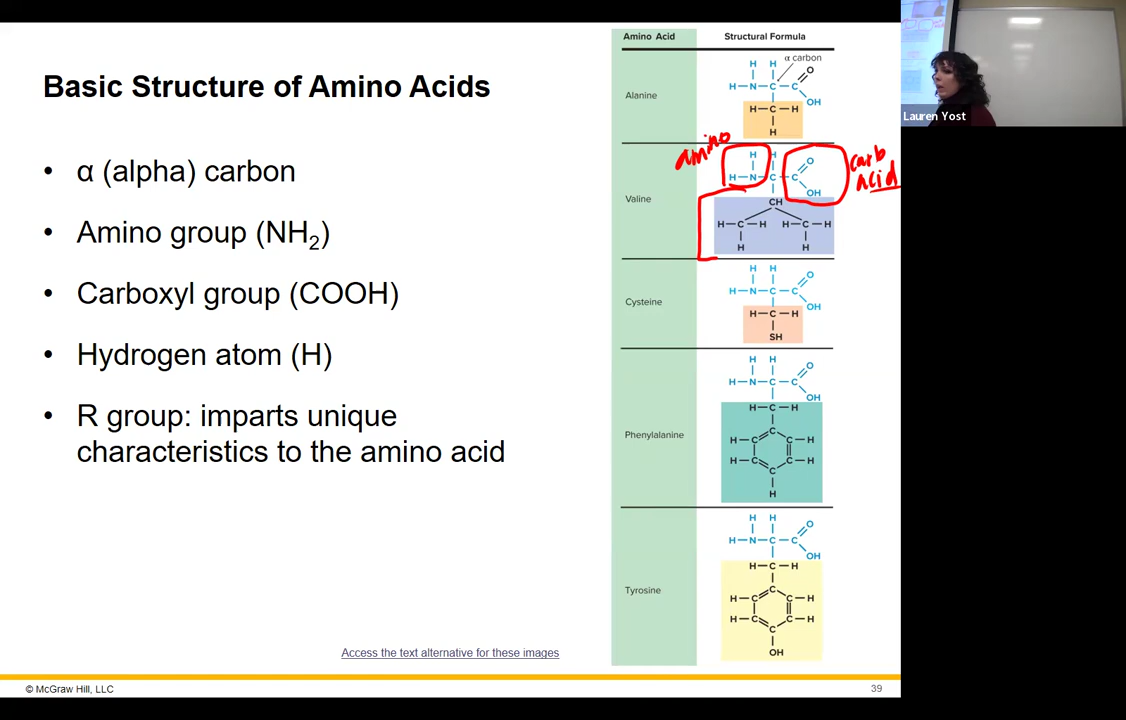 Basic Structure of Amino Acids
• α (alpha) carbon
• Amino group (NH₂)
• Carboxyl group (COOH)
• Hydrogen atom (H)
• R group: imparts unique
characteristics to the amino acid
Access the text alternative for these images
© McGraw Hill, LLC
39
Amino Acid Structural Formula
α carbon
H H O
Alanine
H N C C
OH
H C H
H
amino
carb
acid
H H O
H N C C
OH
Valine
CH
H C H H C H
H H
H H O
H N C C
Cysteine
OH
H C H
SH
H H O
H N C C
OH
H C H
C
Phenylalanine
H C C H
H C C H
C
H
H H O
H N C C
OH
H C H
C
Tyrosine
H C C H
H C C H
C
OH
Lauren Yost